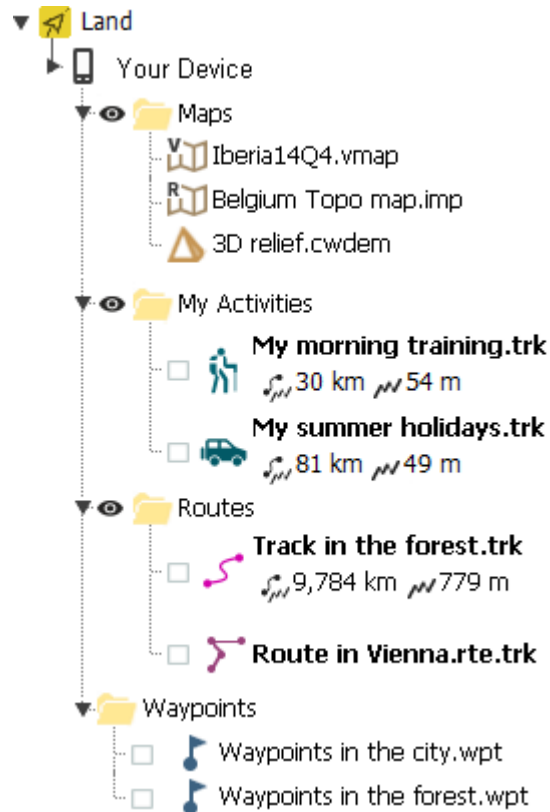 Land
Your Device
Maps
V Iberia14Q4.vmap
R Belgium Topo map.imp
3D relief.cwdem
My Activities
My morning training.trk
30 km 54 m
My summer holidays.trk
81 km 49 m
Routes
Track in the forest.trk
9,784 km 779 m
Route in Vienna.rte.trk
Waypoints
Waypoints in the city.wpt
Waypoints in the forest.wpt